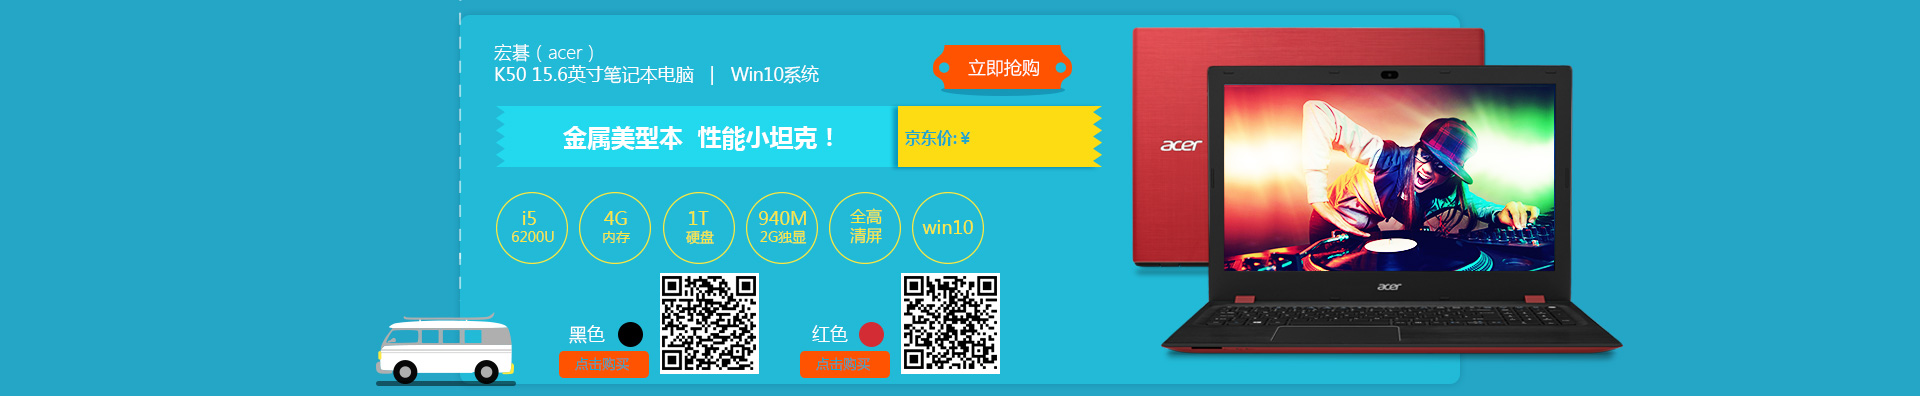 宏碁（acer）
K50 15.6英寸笔记本电脑 | Win10系统
立即抢购
金属美型本 性能小坦克！
京东价:¥
i5
6200U
4G
内存
1T
硬盘
940M
2G独显
全高
清屏
win10
黑色
点击购买
红色
点击购买
acer
acer